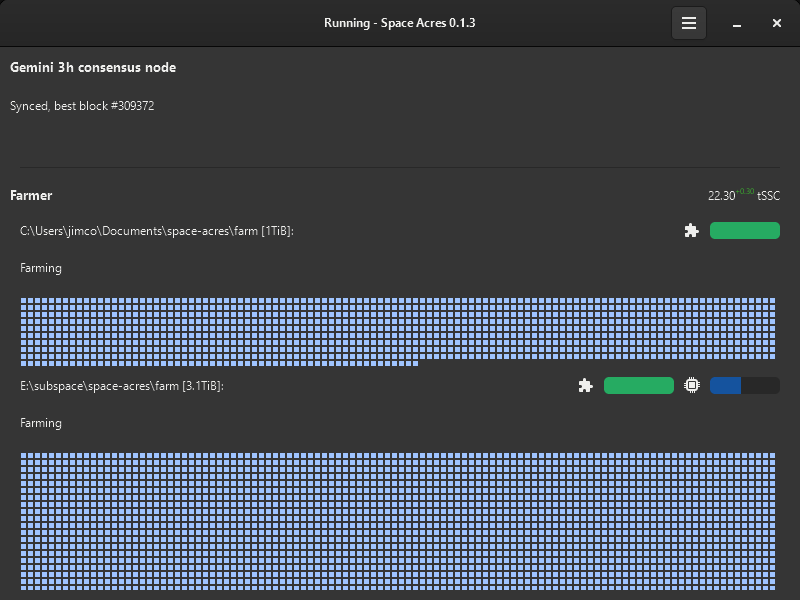 Running - Space Acres 0.1.3
Gemini 3h consensus node
Synced, best block #309372
Farmer
22.30+0.30 tSSC
C:\Users\jimco\Documents\space-acres\farm [1TiB]:
Farming
E:\subspace\space-acres\farm [3.1TiB]:
Farming